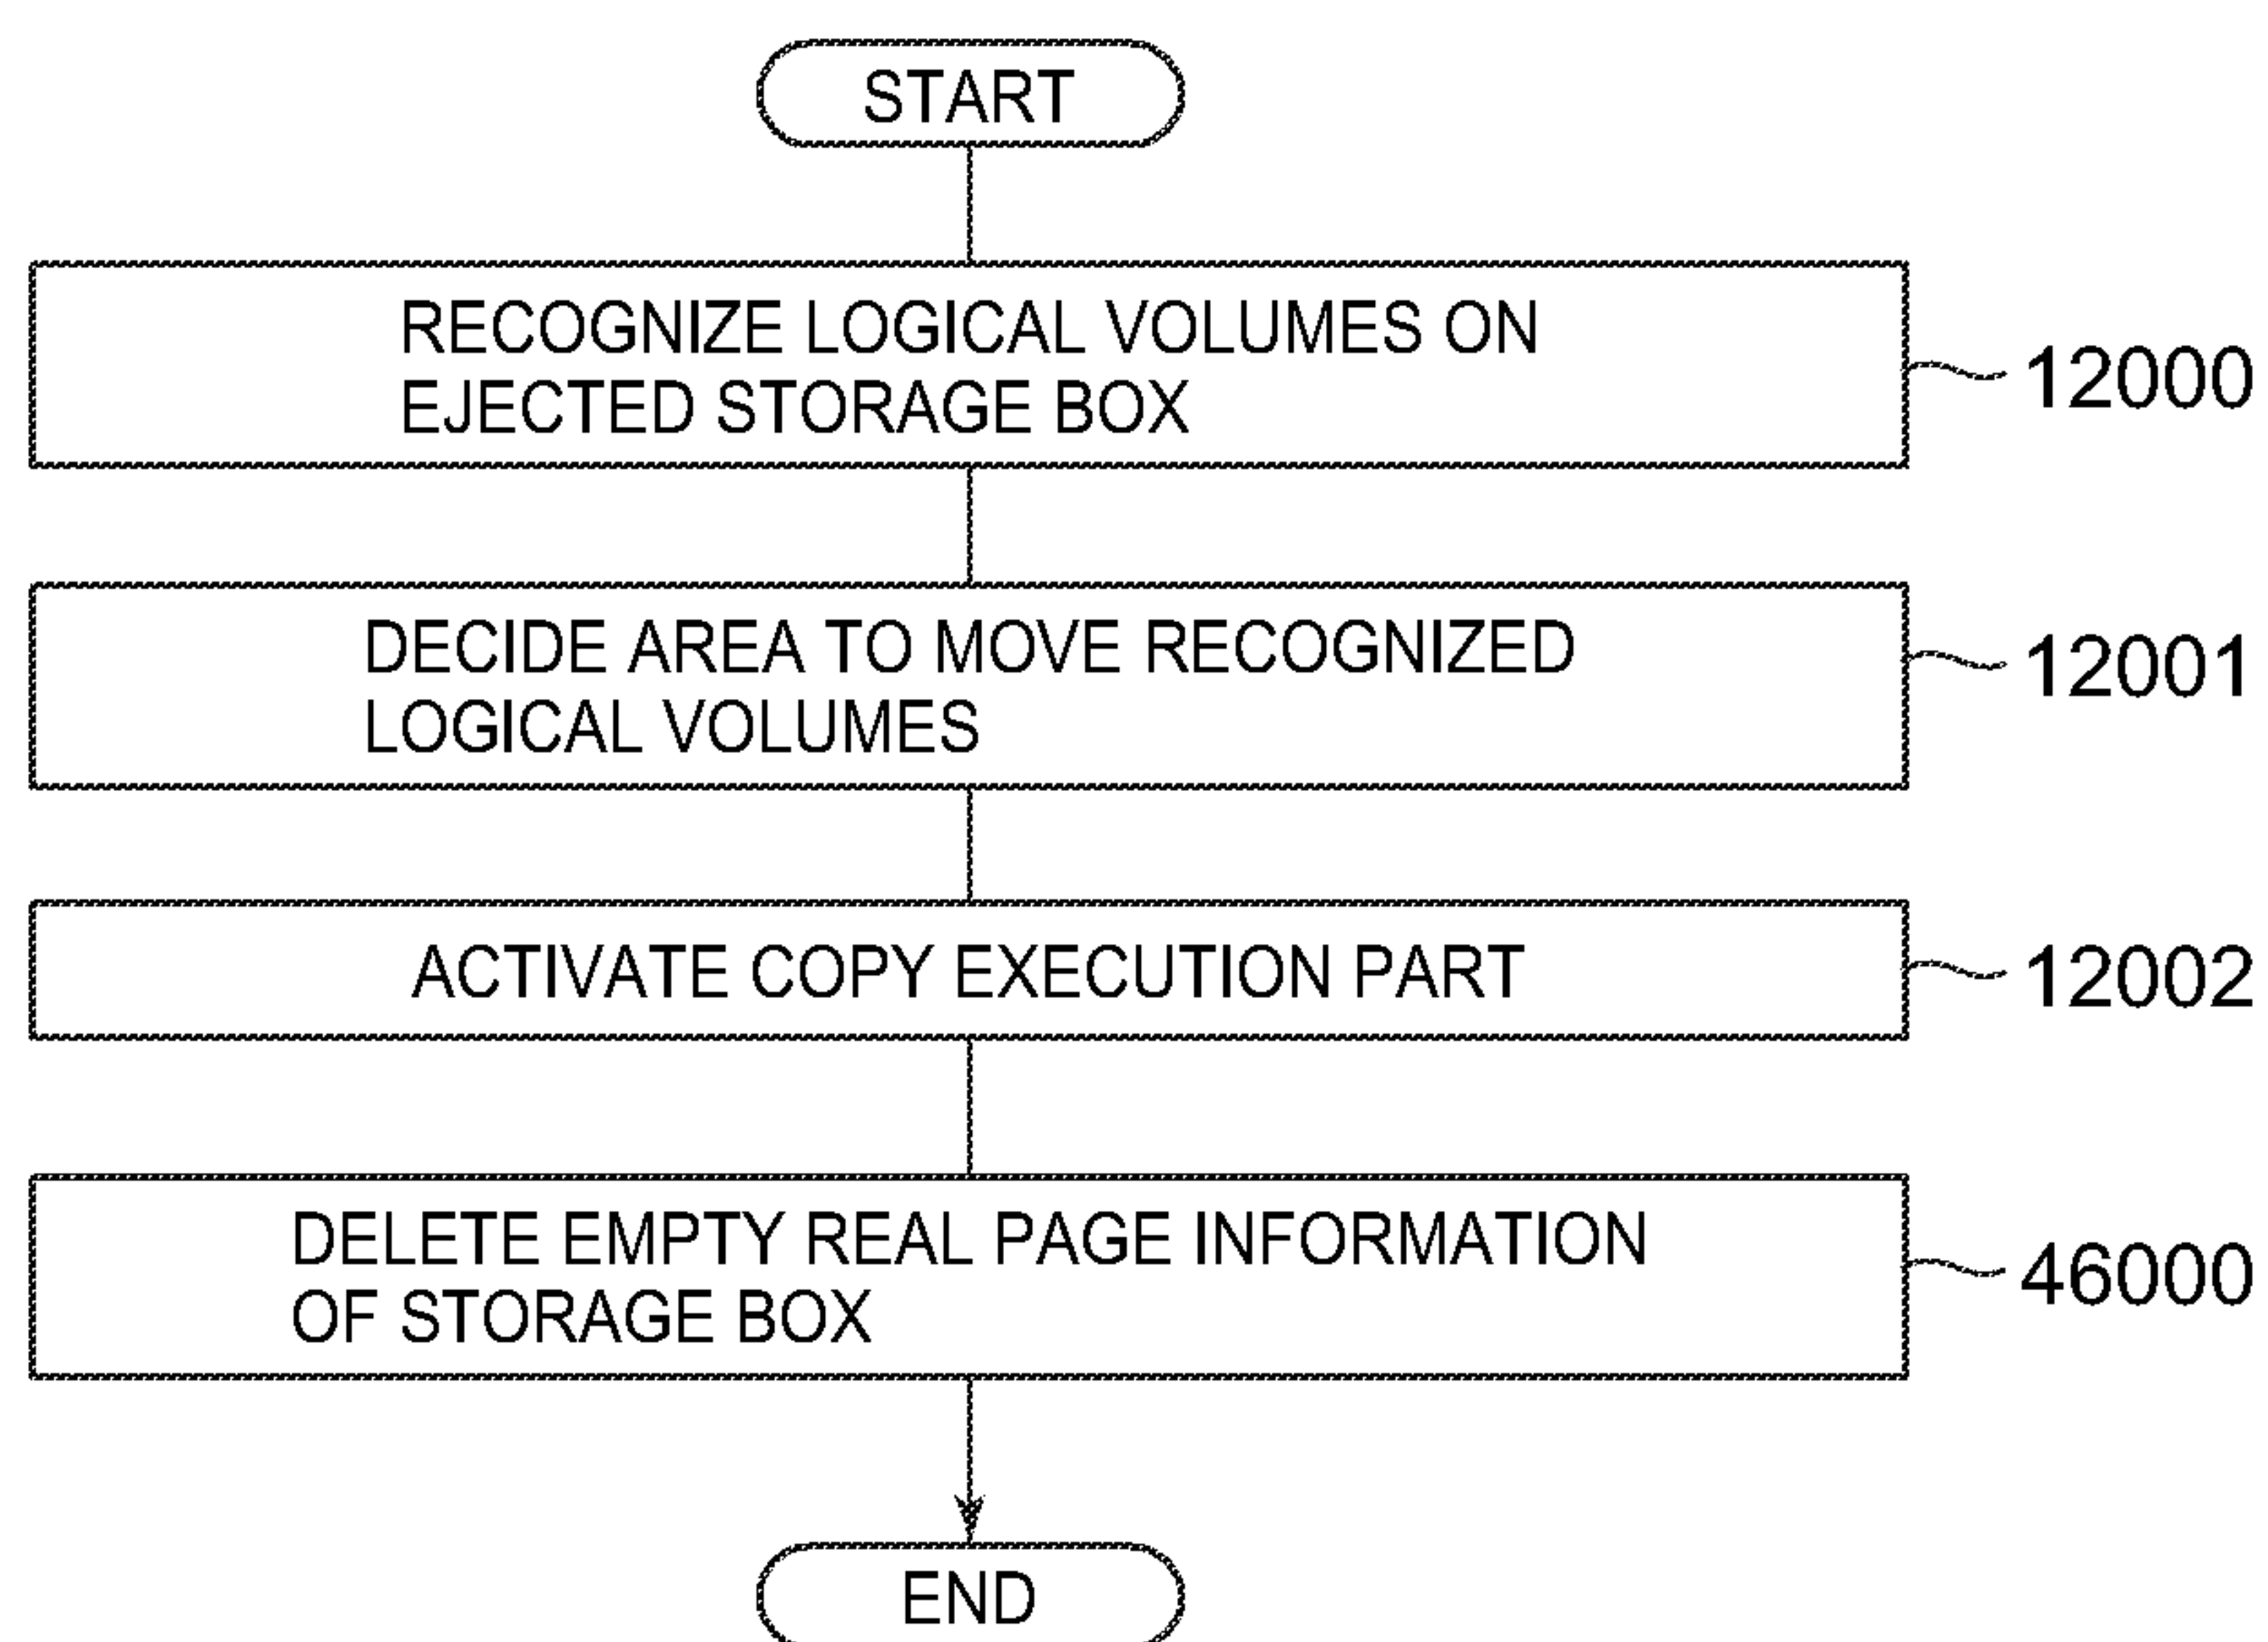 START
RECOGNIZE LOGICAL VOLUMES ON
EJECTED STORAGE BOX
12000
DECIDE AREA TO MOVE RECOGNIZED
LOGICAL VOLUMES
12001
ACTIVATE COPY EXECUTION PART
12002
DELETE EMPTY REAL PAGE INFORMATION
OF STORAGE BOX
46000
END